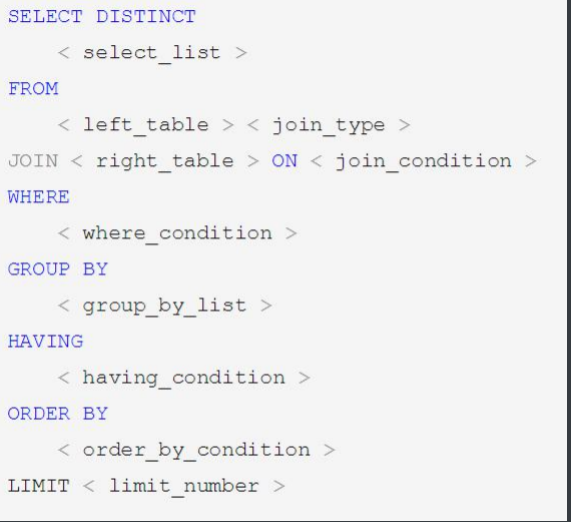 SELECT DISTINCT
< select_list >
FROM
< left_table > < join_type >
JOIN < right_table > ON < join_condition >
WHERE
< where_condition >
GROUP BY
< group_by_list >
HAVING
< having_condition >
ORDER BY
< order_by_condition >
LIMIT < limit_number >